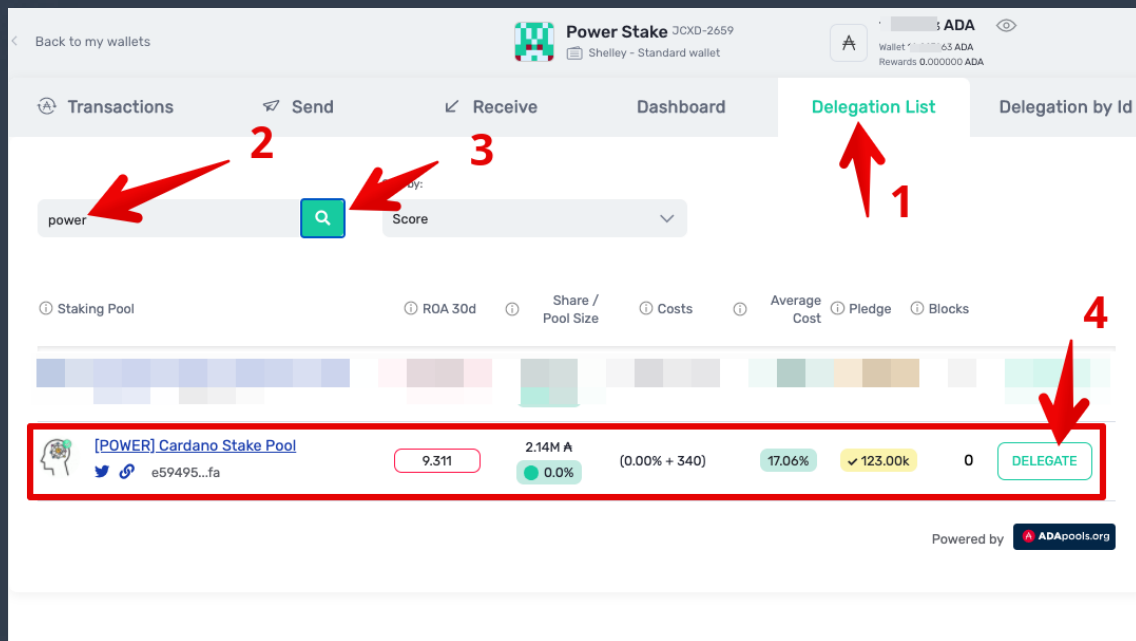 Back to my wallets
Power Stake JCXD-2659
Shelley - Standard wallet
ADA
Wallet 63 ADA
Rewards 0.000000 ADA
Transactions
Send
Receive
Dashboard
Delegation List
Delegation by Id
2
3
1
by:
power
Score
Staking Pool
ROA 30d
Share /
Pool Size
Costs
Average
Cost
Pledge
Blocks
4
[POWER] Cardano Stake Pool
e59495...fa
9.311
2.14M ₳
0.0%
(0.00% + 340)
17.06%
123.00k
0
DELEGATE
Powered by
ADApools.org